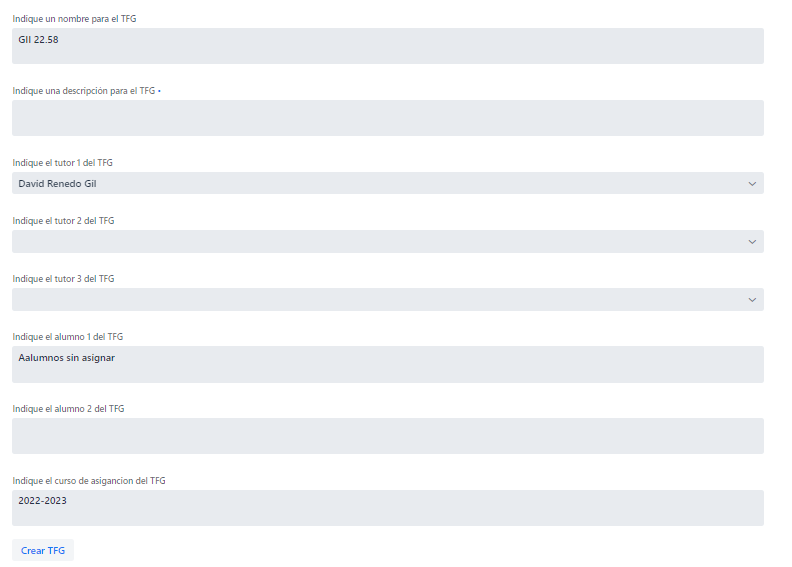 Indique un nombre para el TFG
GII 22.58
Indique una descripción para el TFG •
Indique el tutor 1 del TFG
David Renedo Gil
Indique el tutor 2 del TFG
Indique el tutor 3 del TFG
Indique el alumno 1 del TFG
Aalumnos sin asignar
Indique el alumno 2 del TFG
Indique el curso de asigancion del TFG
2022-2023
Crear TFG